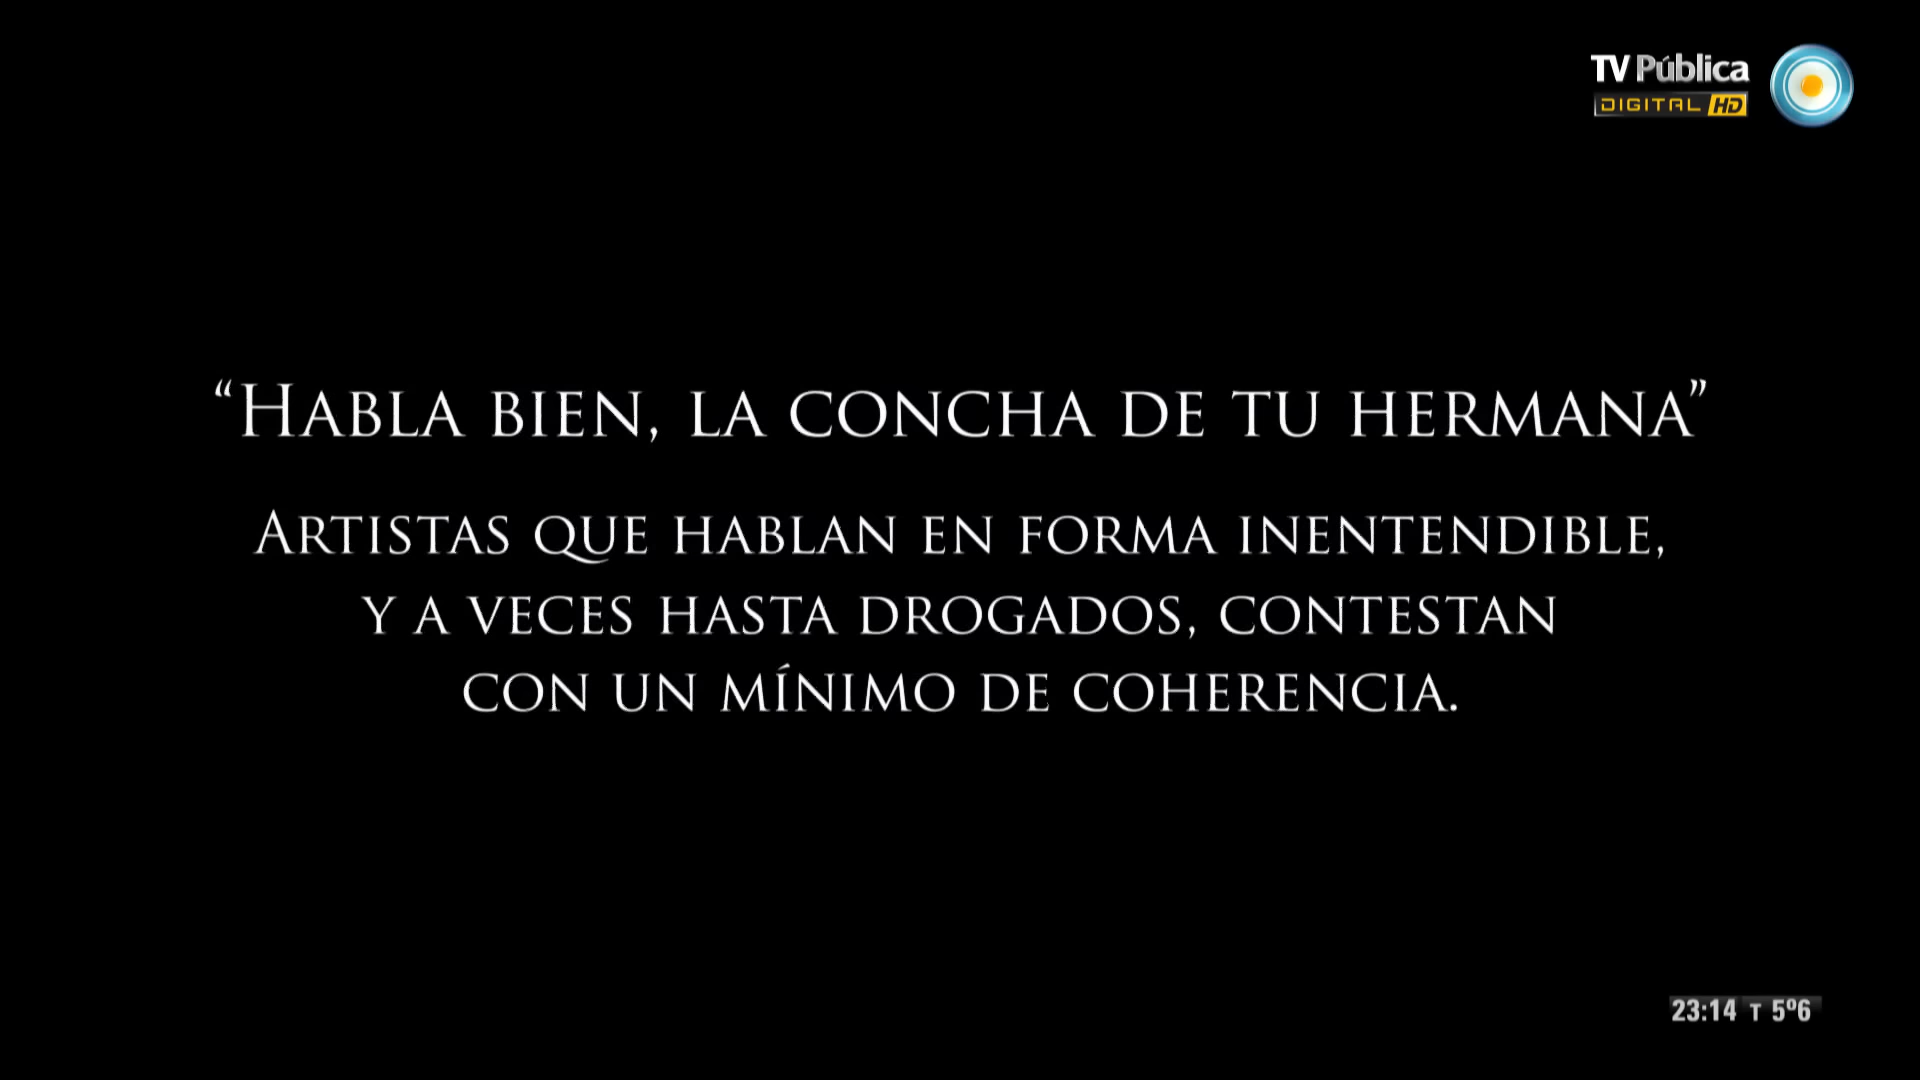 TV Pública
DIGITAL HD
“HABLA BIEN, LA CONCHA DE TU HERMANA”
ARTISTAS QUE HABLAN EN FORMA INENTENDIBLE,
Y A VECES HASTA DROGADOS, CONTESTAN
CON UN MÍNIMO DE COHERENCIA.
23:14 T 5º6